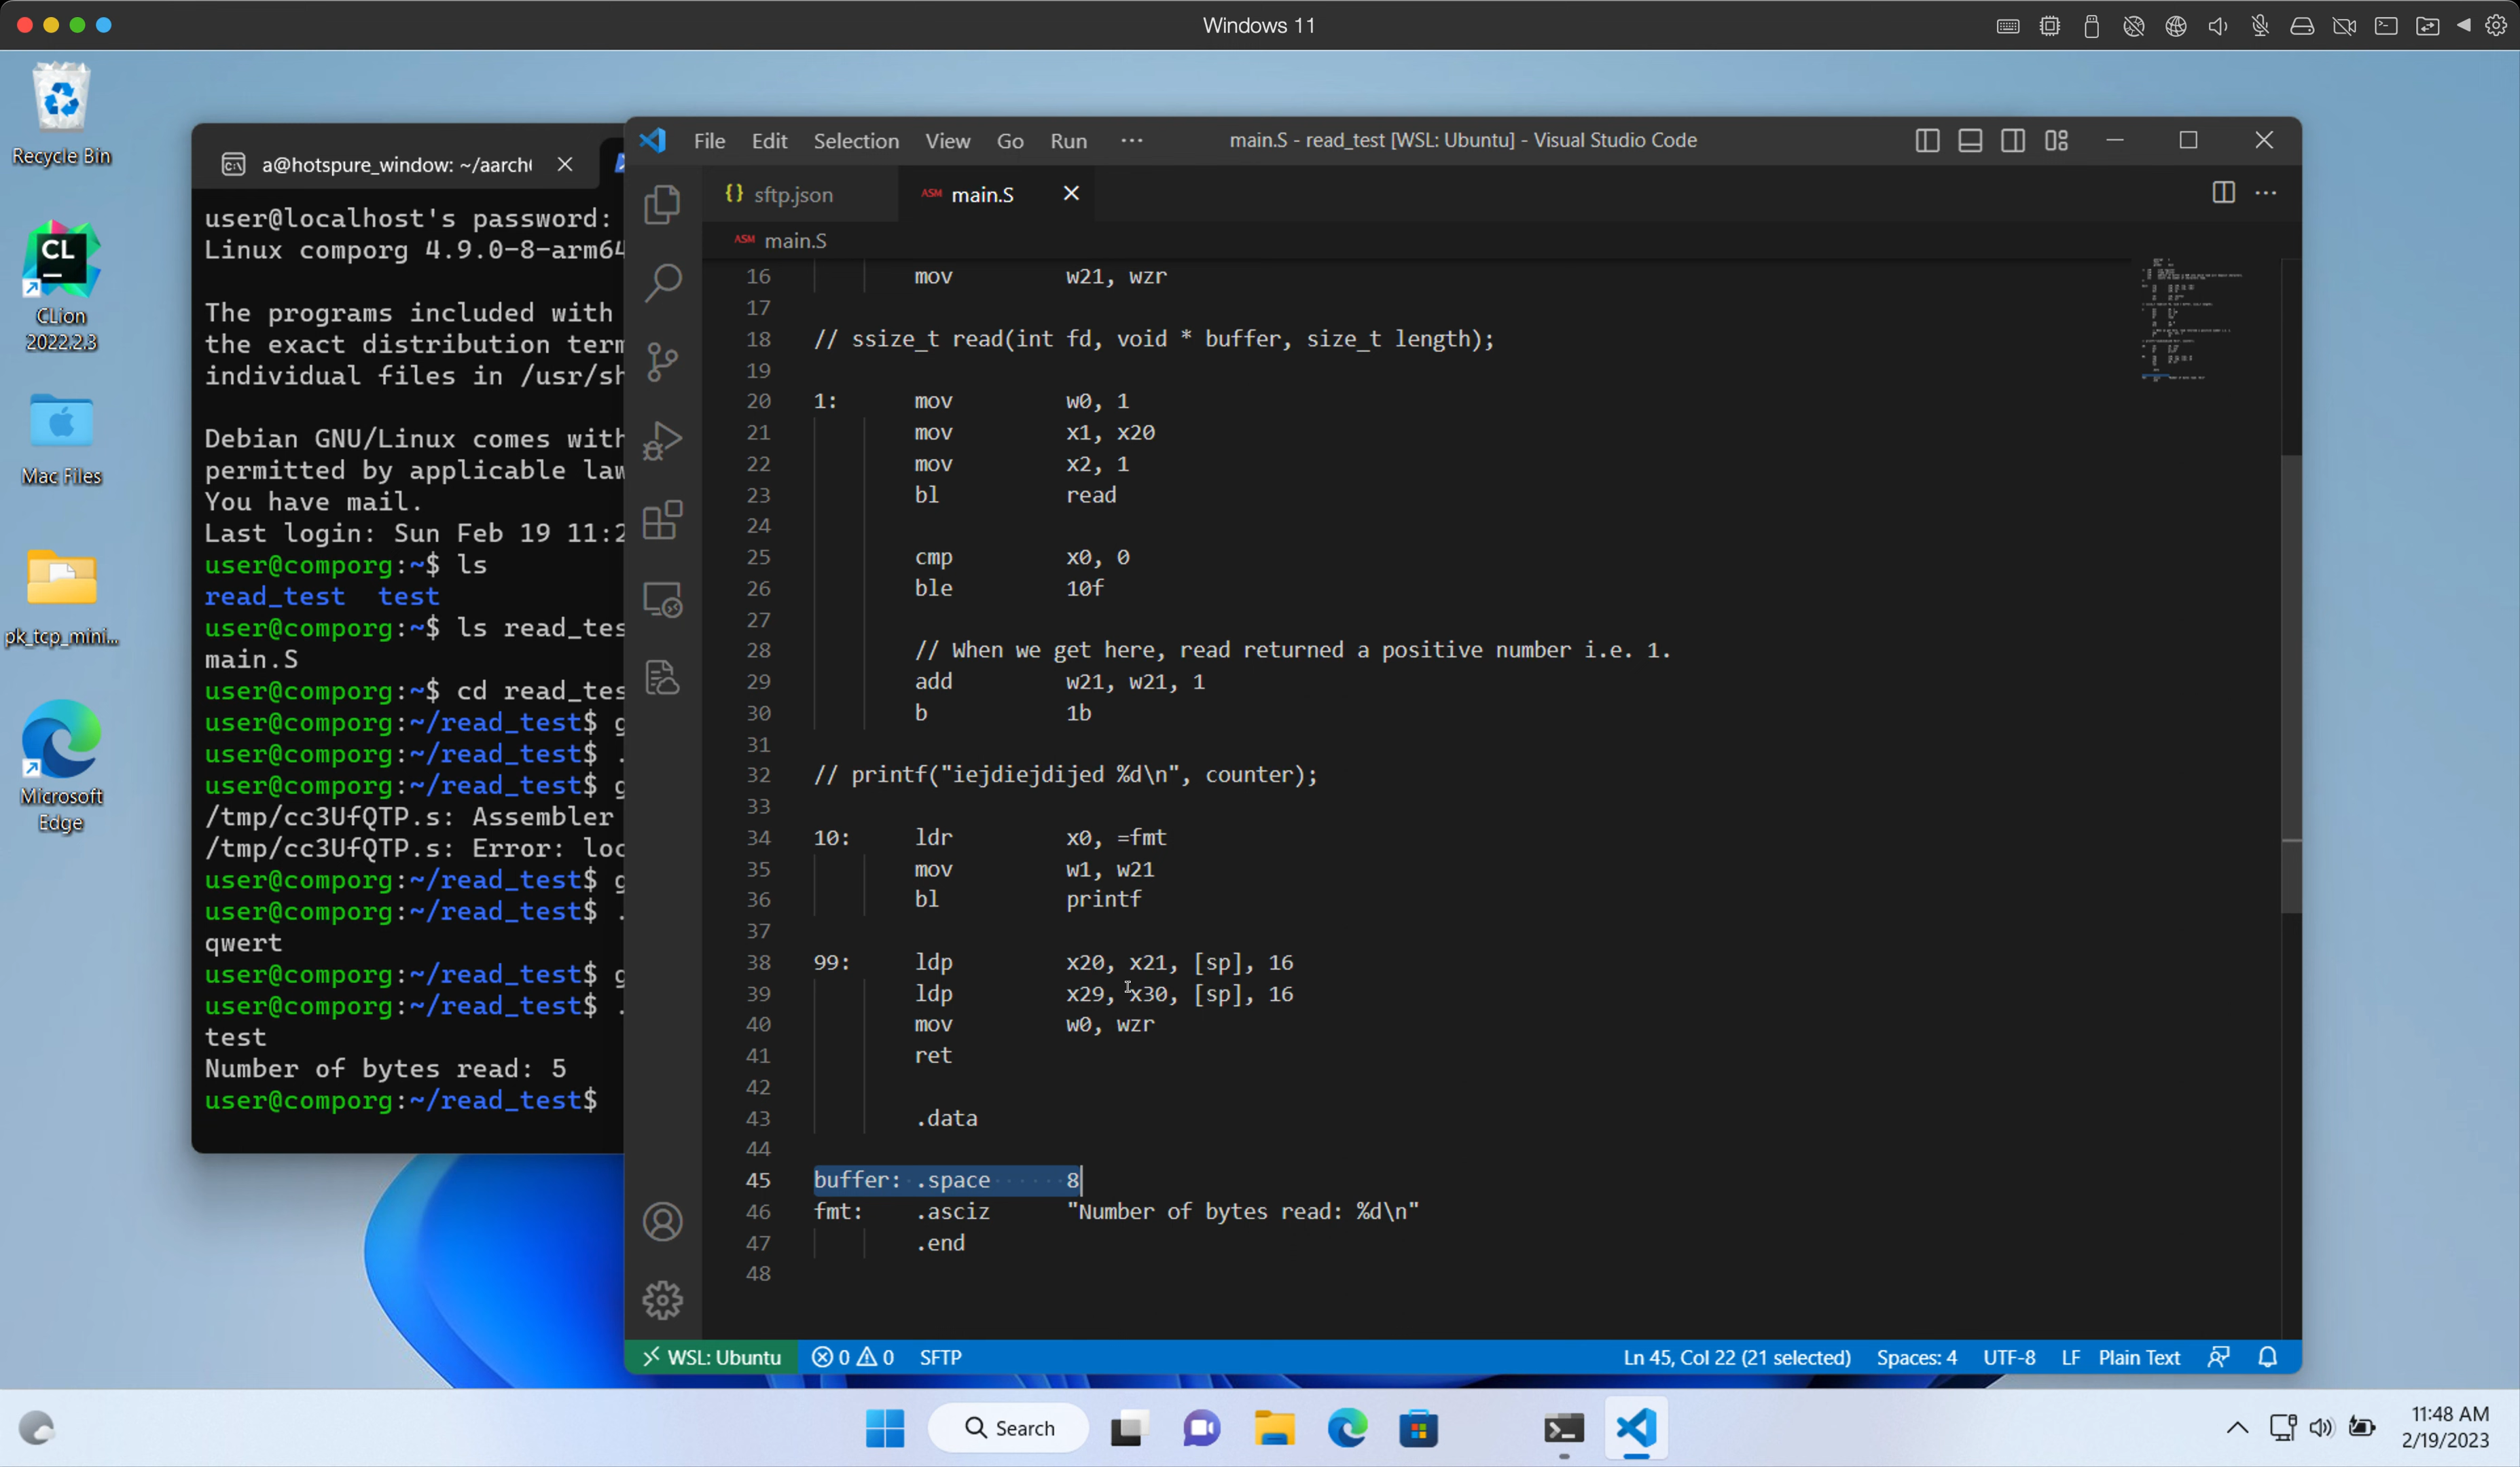 Windows 11
Recycle Bin
CL
CLion
2022.2.3
Mac Files
pk_tcp_mini...
Microsoft
Edge
a@hotspure_window: ~/aarch
user@localhost's password:
Linux comporg 4.9.0-8-arm64
The programs included with
the exact distribution term
individual files in /usr/sh
Debian GNU/Linux comes with
permitted by applicable law
You have mail.
Last login: Sun Feb 19 11:2
user@comporg:~$ ls
read_test  test
user@comporg:~$ ls read_tes
main.S
user@comporg:~$ cd read_tes
user@comporg:~/read_test$ g
user@comporg:~/read_test$ .
user@comporg:~/read_test$ g
/tmp/cc3UfQTP.s: Assembler
/tmp/cc3UfQTP.s: Error: loc
user@comporg:~/read_test$ g
user@comporg:~/read_test$ .
qwert
user@comporg:~/read_test$ g
user@comporg:~/read_test$ .
test
Number of bytes read: 5
user@comporg:~/read_test$
File Edit Selection View Go Run ··· main.S - read_test [WSL: Ubuntu] - Visual Studio Code
{} sftp.json ASM main.S
ASM main.S
16 mov w21, wzr
17
18 // ssize_t read(int fd, void * buffer, size_t length);
19
20 1: mov w0, 1
21 mov x1, x20
22 mov x2, 1
23 bl read
24
25 cmp x0, 0
26 ble 10f
27
28 // When we get here, read returned a positive number i.e. 1.
29 add w21, w21, 1
30 b 1b
31
32 // printf("iejdiejdijed %d\n", counter);
33
34 10: ldr x0, =fmt
35 mov w1, w21
36 bl printf
37
38 99: ldp x20, x21, [sp], 16
39 ldp x29, x30, [sp], 16
40 mov w0, wzr
41 ret
42
43 .data
44
45 buffer: .space 8
46 fmt: .asciz "Number of bytes read: %d\n"
47 .end
48
WSL: Ubuntu 0 0 SFTP Ln 45, Col 22 (21 selected) Spaces: 4 UTF-8 LF Plain Text
Search
11:48 AM
2/19/2023